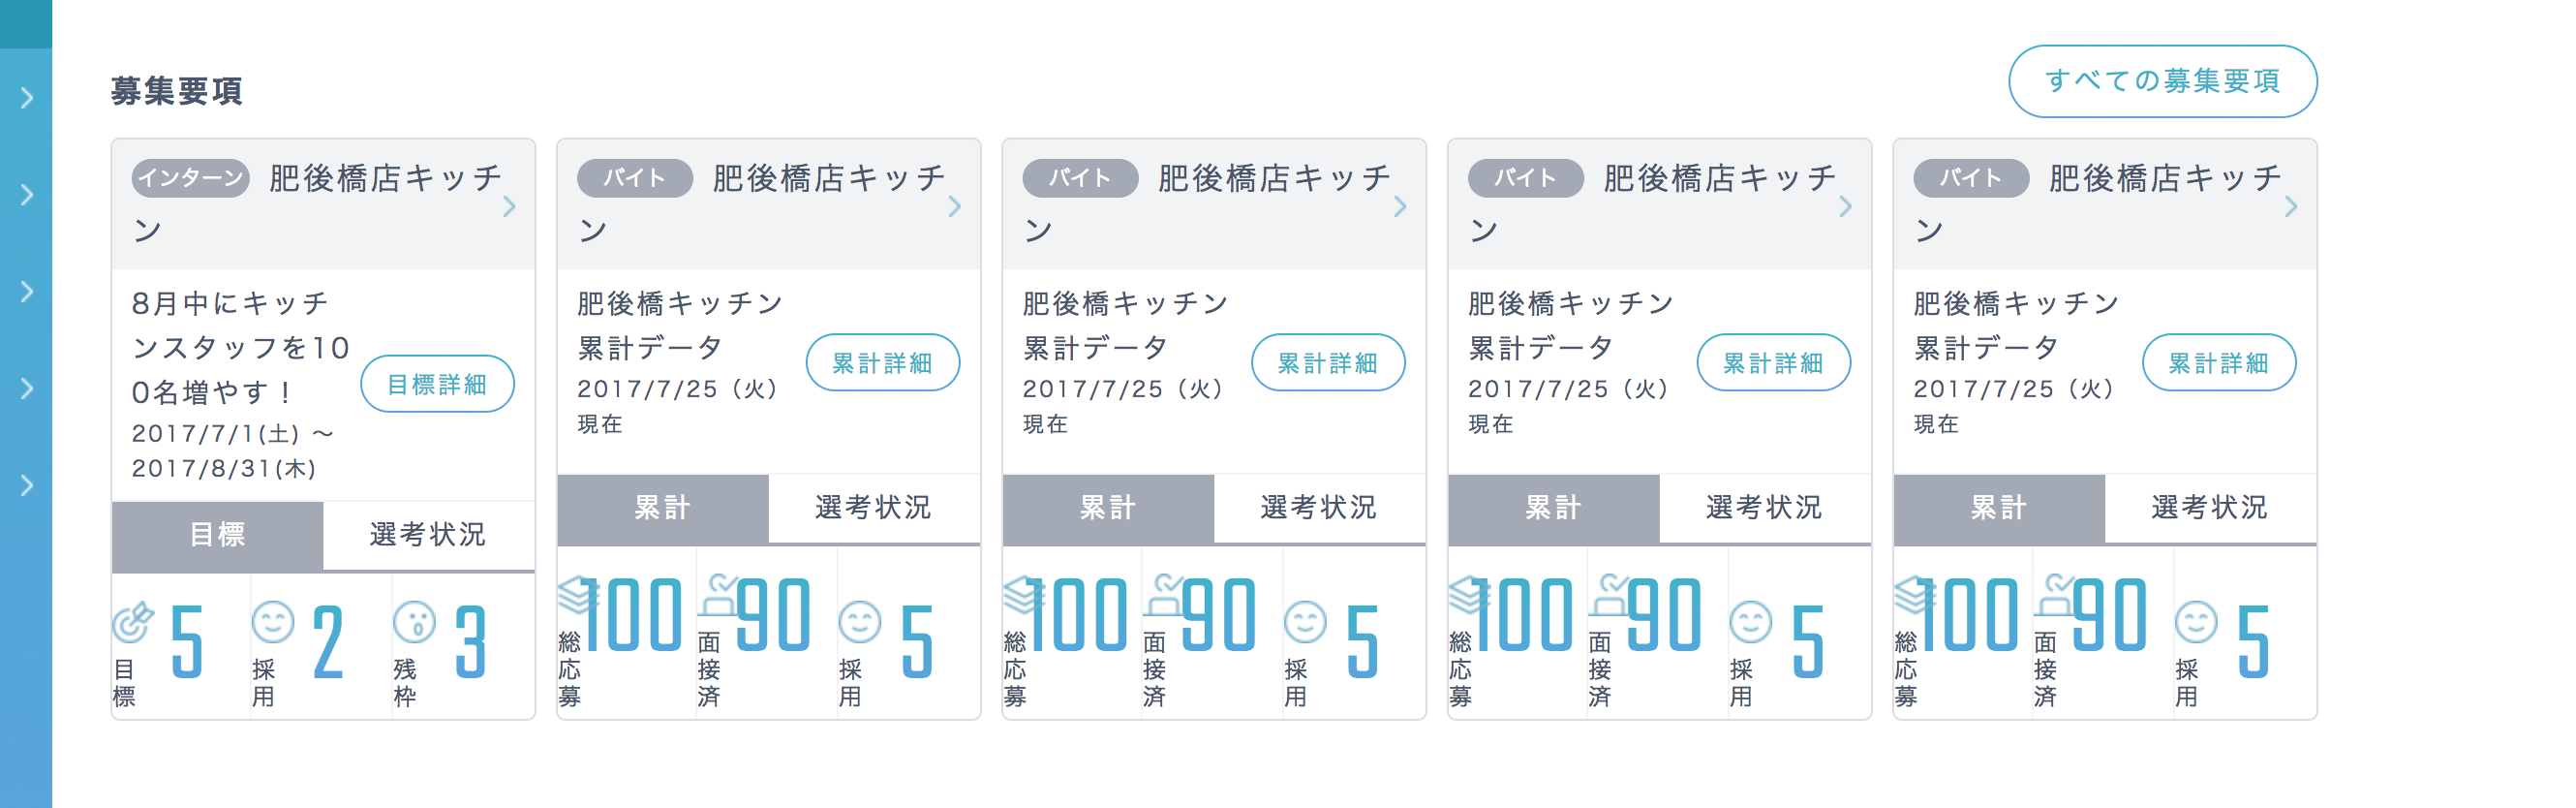 募集要項
すべての募集要項
インターン 肥後橋店キッチ
ン
8月中にキッチ
ンスタッフを10
0名増やす！
2017/7/1(土) ～
2017/8/31(木)
目標詳細
目標
選考状況
目標
5
採用
2
残枠
3
バイト 肥後橋店キッチ
ン
肥後橋キッチン
累計データ
2017/7/25（火）
現在
累計詳細
累計
選考状況
総応募
100
面接済
90
採用
5
バイト 肥後橋店キッチ
ン
肥後橋キッチン
累計データ
2017/7/25（火）
現在
累計詳細
累計
選考状況
総応募
100
面接済
90
採用
5
バイト 肥後橋店キッチ
ン
肥後橋キッチン
累計データ
2017/7/25（火）
現在
累計詳細
累計
選考状況
総応募
100
面接済
90
採用
5
バイト 肥後橋店キッチ
ン
肥後橋キッチン
累計データ
2017/7/25（火）
現在
累計詳細
累計
選考状況
総応募
100
面接済
90
採用
5